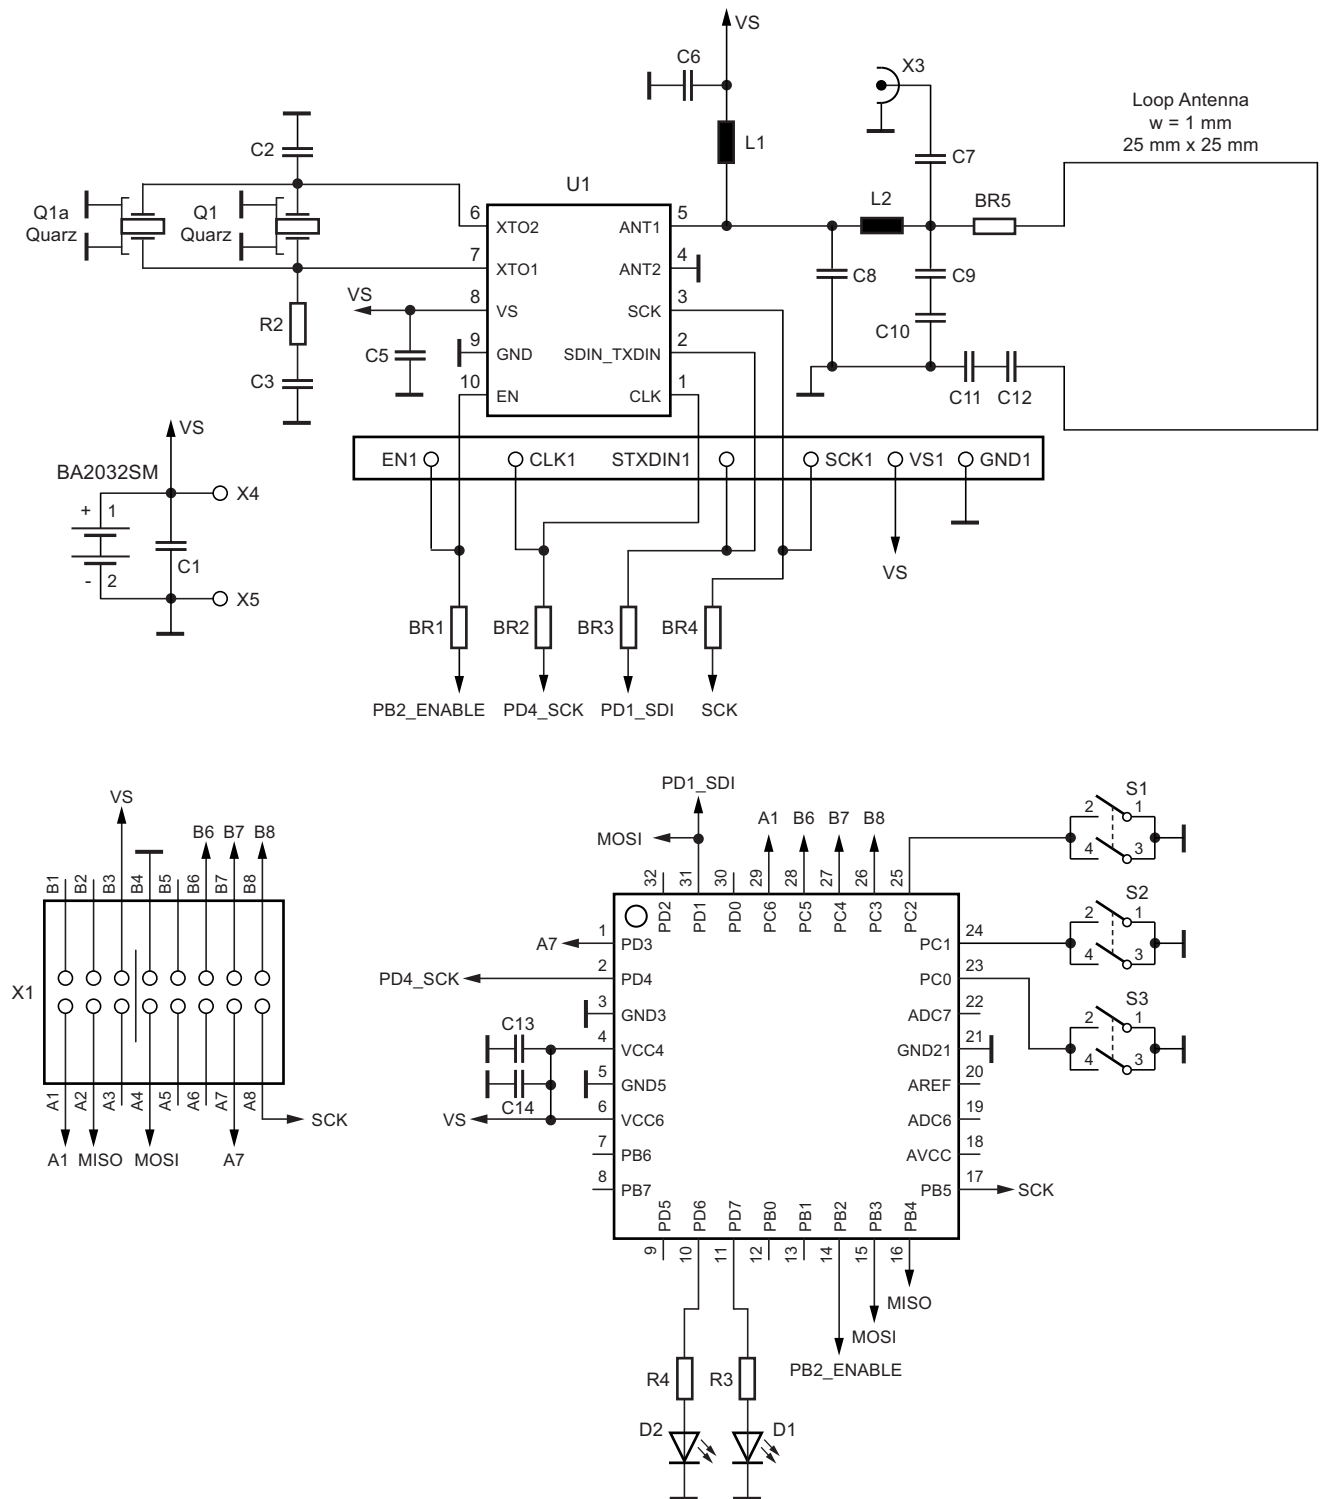 VS
C6
X3
Loop Antenna
w = 1 mm
25 mm x 25 mm
C2
L1
C7
U1
Q1a
Quarz
Q1
Quarz
L2
BR5
6 XTO2
ANT1 5
7 XTO1
ANT2 4
C8
C9
VS
8 VS
SCK 3
R2
C5
9 GND
SDIN_TXDIN 2
C10
C3
10 EN
CLK 1
C11
C12
VS
EN1
CLK1
STXDIN1
SCK1
VS1
GND1
BA2032SM
X4
+ 1
C1
- 2
X5
VS
BR1
BR2
BR3
BR4
PB2_ENABLE
PD4_SCK
PD1_SDI
SCK
PD1_SDI
VS
MOSI
A1
B6
B7
B8
S1
2 1
4 3
B6
B7
B8
B1
B2
B3
B4
B5
B6
B7
B8
32
31
30
29
28
27
26
25
PD2
PD1
PD0
PC6
PC5
PC4
PC3
PC2
S2
2 1
4 3
A7
1 PD3
PC1 24
PD4_SCK
2 PD4
PC0 23
X1
3 GND3
ADC7 22
S3
2 1
4 3
C13
4 VCC4
GND21 21
5 GND5
AREF 20
C14
VS
6 VCC6
ADC6 19
7 PB6
AVCC 18
8 PB7
PB5 17
SCK
A1
A2
A3
A4
A5
A6
A7
A8
SCK
A1
MISO
MOSI
A7
PD5
PD6
PD7
PB0
PB1
PB2
PB3
PB4
9
10
11
12
13
14
15
16
MISO
MOSI
PB2_ENABLE
R4
R3
D2
D1